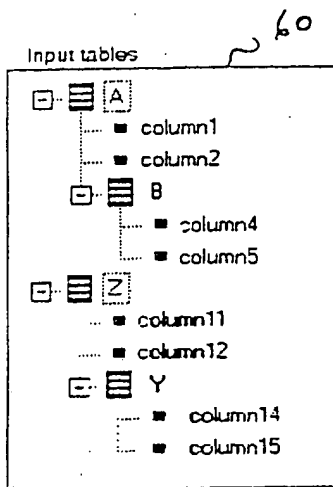 60
Input tables
A
column1
column2
B
column4
column5
Z
column11
column12
Y
column14
column15